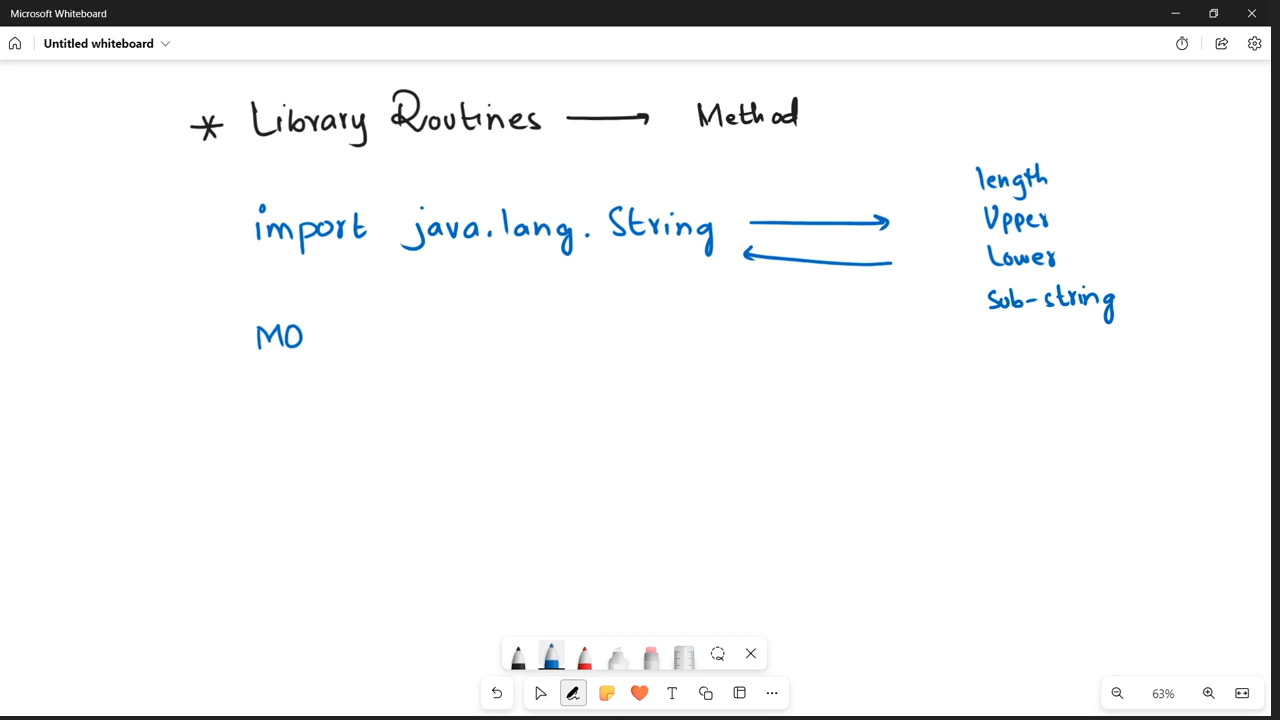 Microsoft Whiteboard
Untitled whiteboard
* Library Routines → Method
length
import java.lang.String
Upper
Lower
Sub-string
MO
63%